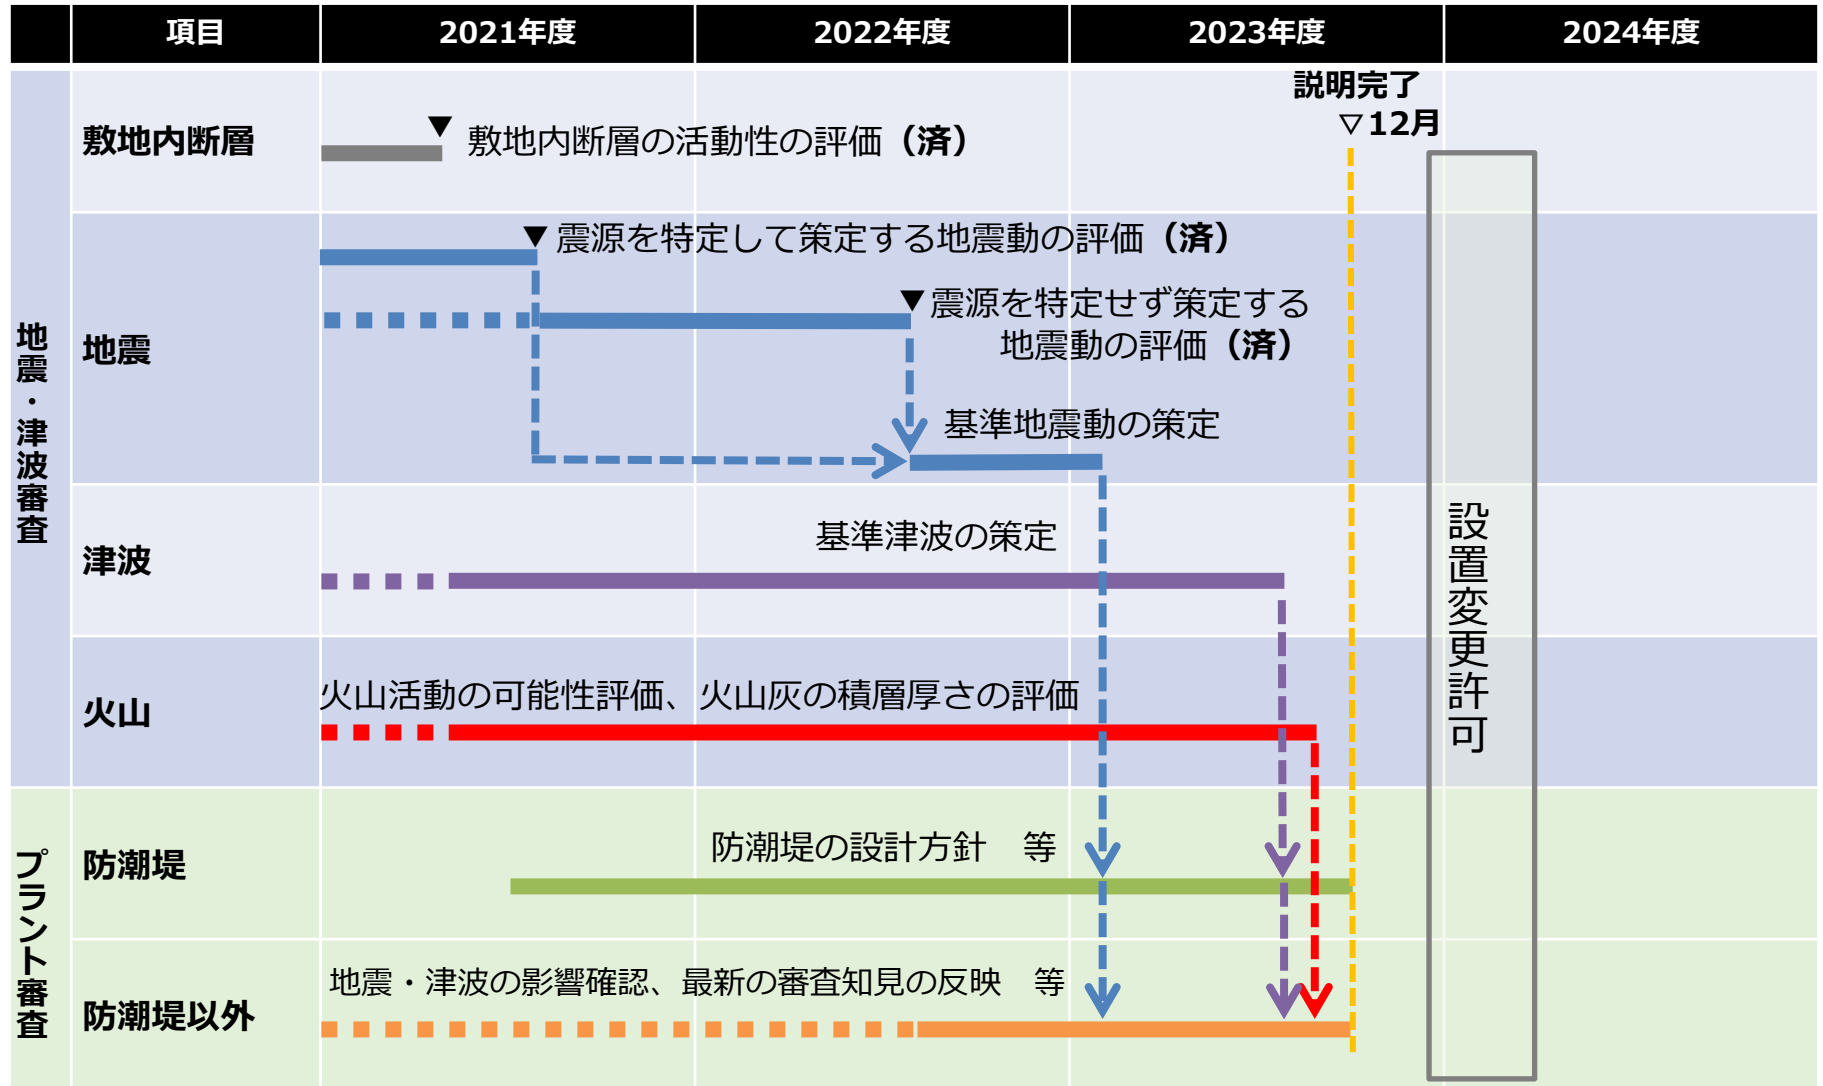 項目
2021年度
2022年度
2023年度
2024年度
説明完了
▽12月
地震・津波審査
敷地内断層
▼
敷地内断層の活動性の評価（済）
地震
▼震源を特定して策定する地震動の評価（済）
▼震源を特定せず策定する
地震動の評価（済）
基準地震動の策定
津波
基準津波の策定
火山
火山活動の可能性評価、火山灰の積層厚さの評価
設置変更許可
プラント審査
防潮堤
防潮堤の設計方針　等
防潮堤以外
地震・津波の影響確認、最新の審査知見の反映　等